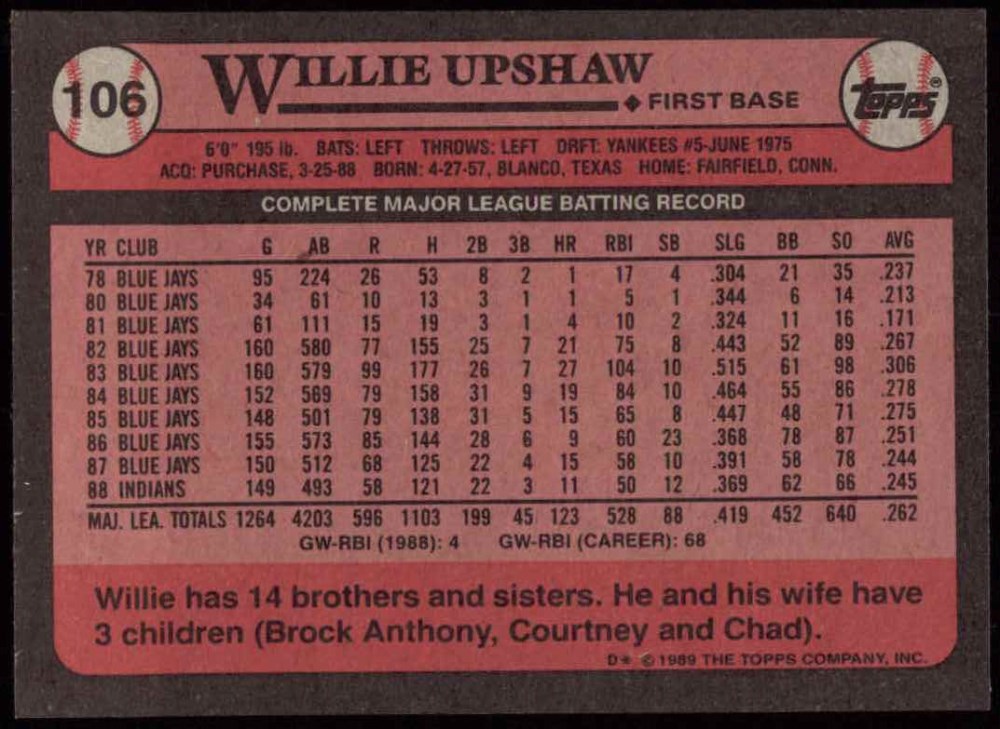 106
WILLIE UPSHAW
◆ FIRST BASE
topps®
6'0" 195 lb. BATS: LEFT THROWS: LEFT DRFT: YANKEES #5-JUNE 1975
ACQ: PURCHASE, 3-25-88 BORN: 4-27-57, BLANCO, TEXAS HOME: FAIRFIELD, CONN.
COMPLETE MAJOR LEAGUE BATTING RECORD
YR CLUB G AB R H 2B 3B HR RBI SB SLG BB SO AVG
78 BLUE JAYS 95 224 26 53 8 2 1 17 4 .304 21 35 .237
80 BLUE JAYS 34 61 10 13 3 1 1 5 1 .344 6 14 .213
81 BLUE JAYS 61 111 15 19 3 1 4 10 2 .324 11 16 .171
82 BLUE JAYS 160 580 77 155 25 7 21 75 8 .443 52 89 .267
83 BLUE JAYS 160 579 99 177 26 7 27 104 10 .515 61 98 .306
84 BLUE JAYS 152 569 79 158 31 9 19 84 10 .464 55 86 .278
85 BLUE JAYS 148 501 79 138 31 5 15 65 8 .447 48 71 .275
86 BLUE JAYS 155 573 85 144 28 6 9 60 23 .368 78 87 .251
87 BLUE JAYS 150 512 68 125 22 4 15 58 10 .391 58 78 .244
88 INDIANS 149 493 58 121 22 3 11 50 12 .369 62 66 .245
MAJ. LEA. TOTALS 1264 4203 596 1103 199 45 123 528 88 .419 452 640 .262
GW-RBI (1988): 4 GW-RBI (CAREER): 68
Willie has 14 brothers and sisters. He and his wife have
3 children (Brock Anthony, Courtney and Chad).
D* © 1989 THE TOPPS COMPANY, INC.